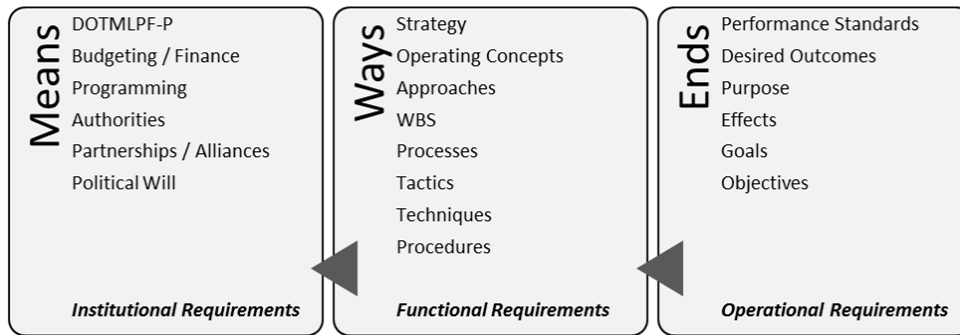 Means
DOTMLPF-P
Budgeting / Finance
Programming
Authorities
Partnerships / Alliances
Political Will
Institutional Requirements
Ways
Strategy
Operating Concepts
Approaches
WBS
Processes
Tactics
Techniques
Procedures
Functional Requirements
Ends
Performance Standards
Desired Outcomes
Purpose
Effects
Goals
Objectives
Operational Requirements